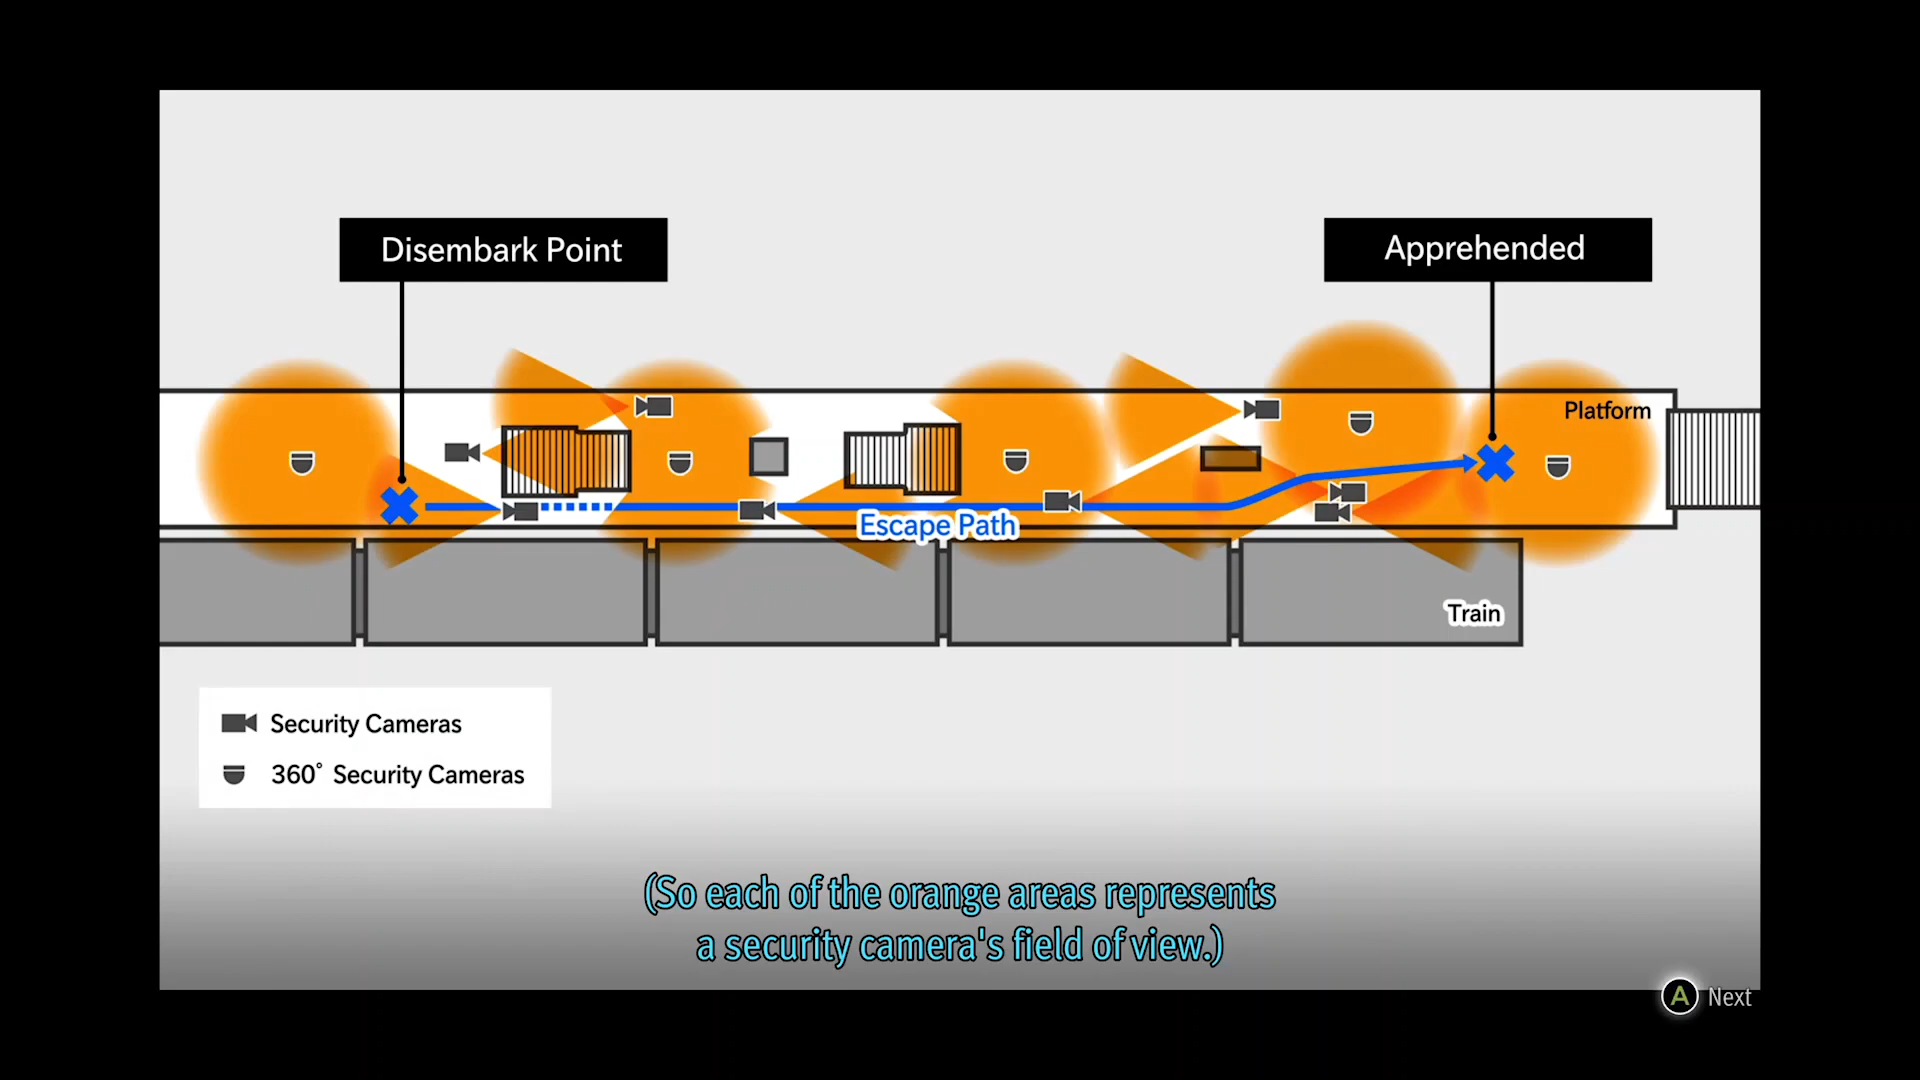 Disembark Point
Apprehended
Platform
Escape Path
Train
Security Cameras
360° Security Cameras
(So each of the orange areas represents
a security camera's field of view.)
A Next